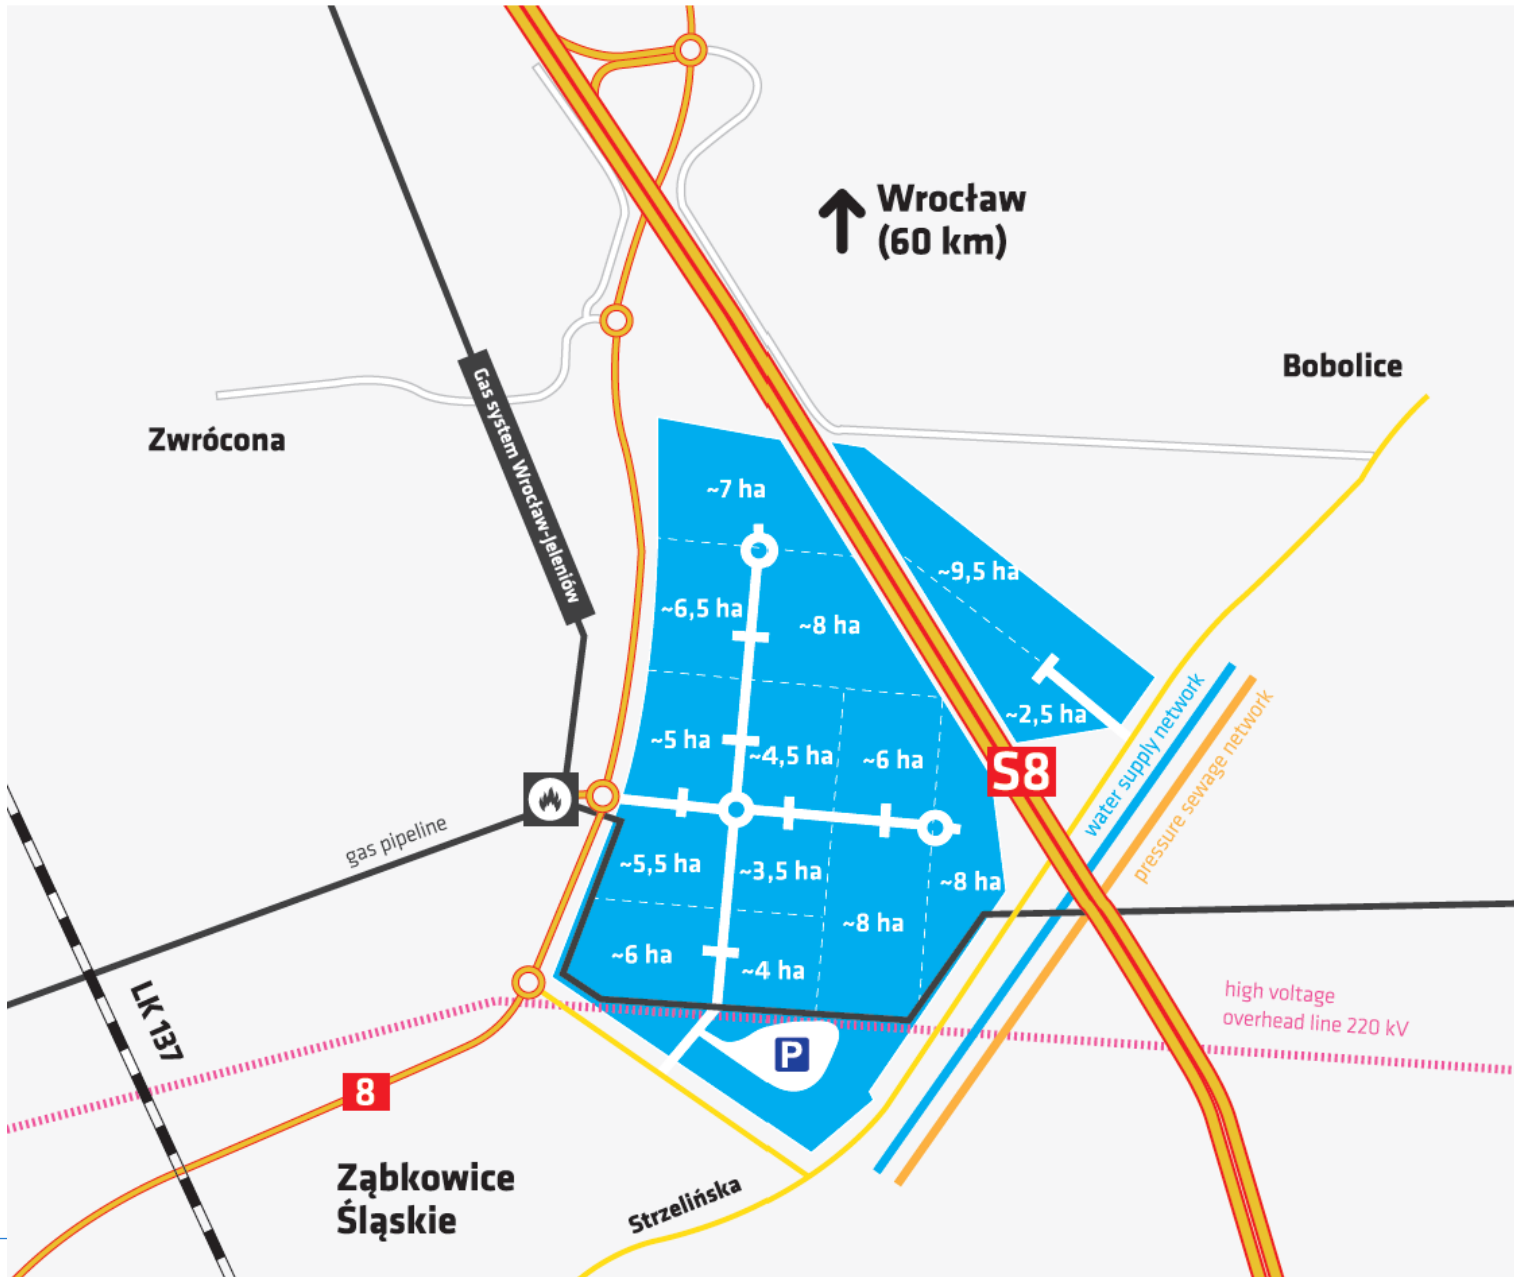 Wrocław
(60 km)
Bobolice
Zwrócona
Gas system Wrocław-Jeleniów
~7 ha
~9,5 ha
~6,5 ha
~8 ha
~2,5 ha
~5 ha
~4,5 ha
~6 ha
S8
water supply network
pressure sewage network
gas pipeline
~5,5 ha
~3,5 ha
~8 ha
~8 ha
~6 ha
~4 ha
high voltage
overhead line 220 kV
LK 137
P
8
Ząbkowice
Śląskie
Strzelińska